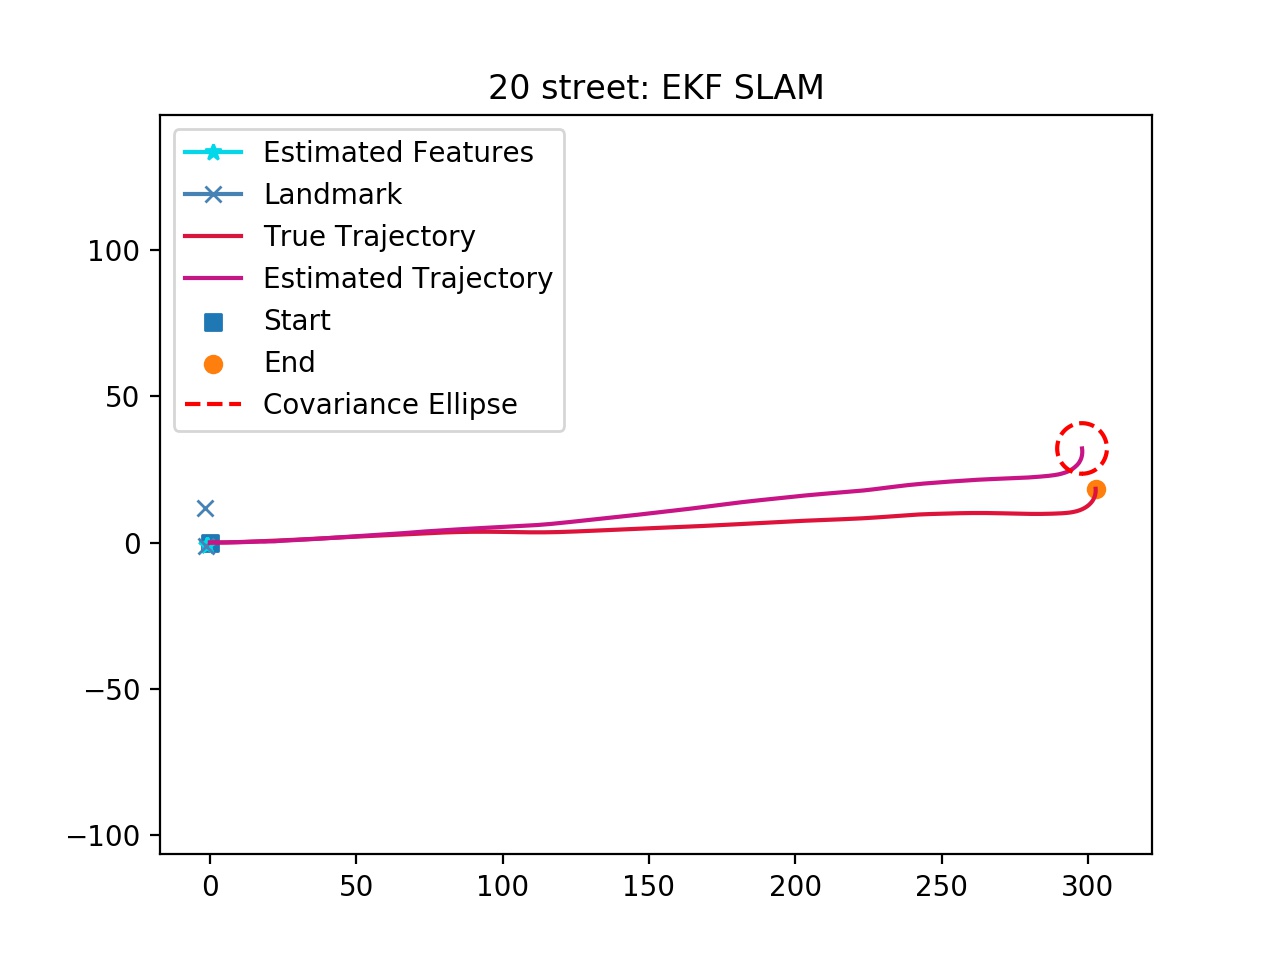 20 street: EKF SLAM
Estimated Features
Landmark
True Trajectory
Estimated Trajectory
Start
End
Covariance Ellipse
100
50
0
−50
−100
0 50 100 150 200 250 300